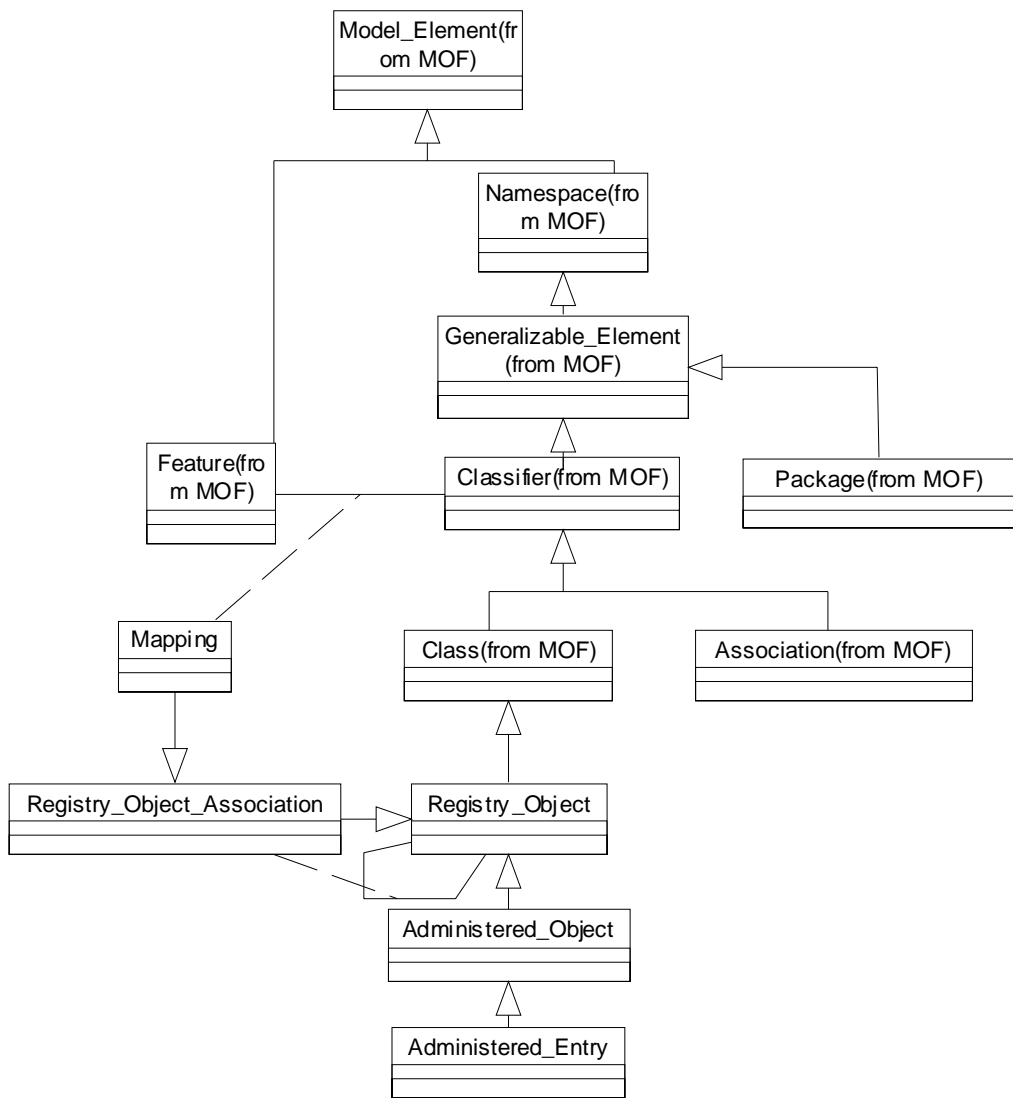 Model_Element(fr
om MOF)
Namespace(fro
m MOF)
Generalizable_Element
(from MOF)
Feature(fro
m MOF)
Classifier(from MOF)
Package(from MOF)
Mapping
Class(from MOF)
Association(from MOF)
Registry_Object_Association
Registry_Object
Administered_Object
Administered_Entry